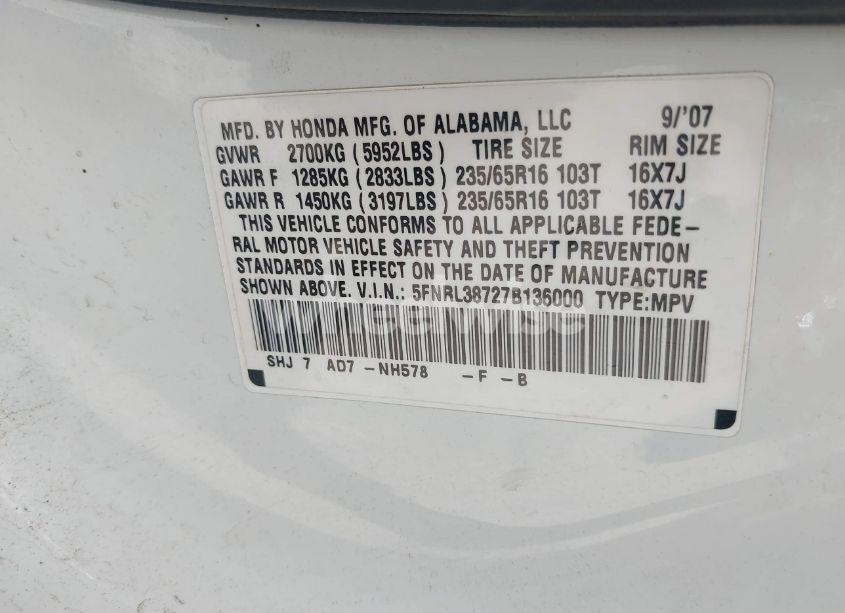 MFD. BY HONDA MFG. OF ALABAMA, LLC 9/'07
GVWR 2700KG (5952LBS) TIRE SIZE RIM SIZE
GAWR F 1285KG (2833LBS) 235/65R16 103T 16X7J
GAWR R 1450KG (3197LBS) 235/65R16 103T 16X7J
THIS VEHICLE CONFORMS TO ALL APPLICABLE FEDE-
RAL MOTOR VEHICLE SAFETY AND THEFT PREVENTION
STANDARDS IN EFFECT ON THE DATE OF MANUFACTURE
SHOWN ABOVE. V.I.N.: 5FNRL38727B136000 TYPE:MPV
SHJ 7 AD7 -NH578 -F -B